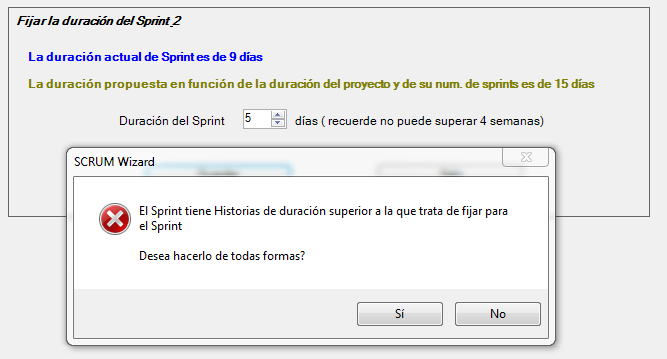 Fijar la duración del Sprint 2
La duración actual de Sprint es de 9 días
La duración propuesta en función de la duración del proyecto y de su num. de sprints es de 15 días
Duración del Sprint 5 días ( recuerde no puede superar 4 semanas)
SCRUM Wizard
El Sprint tiene Historias de duración superior a la que trata de fijar para
el Sprint
Desea hacerlo de todas formas?
Sí No